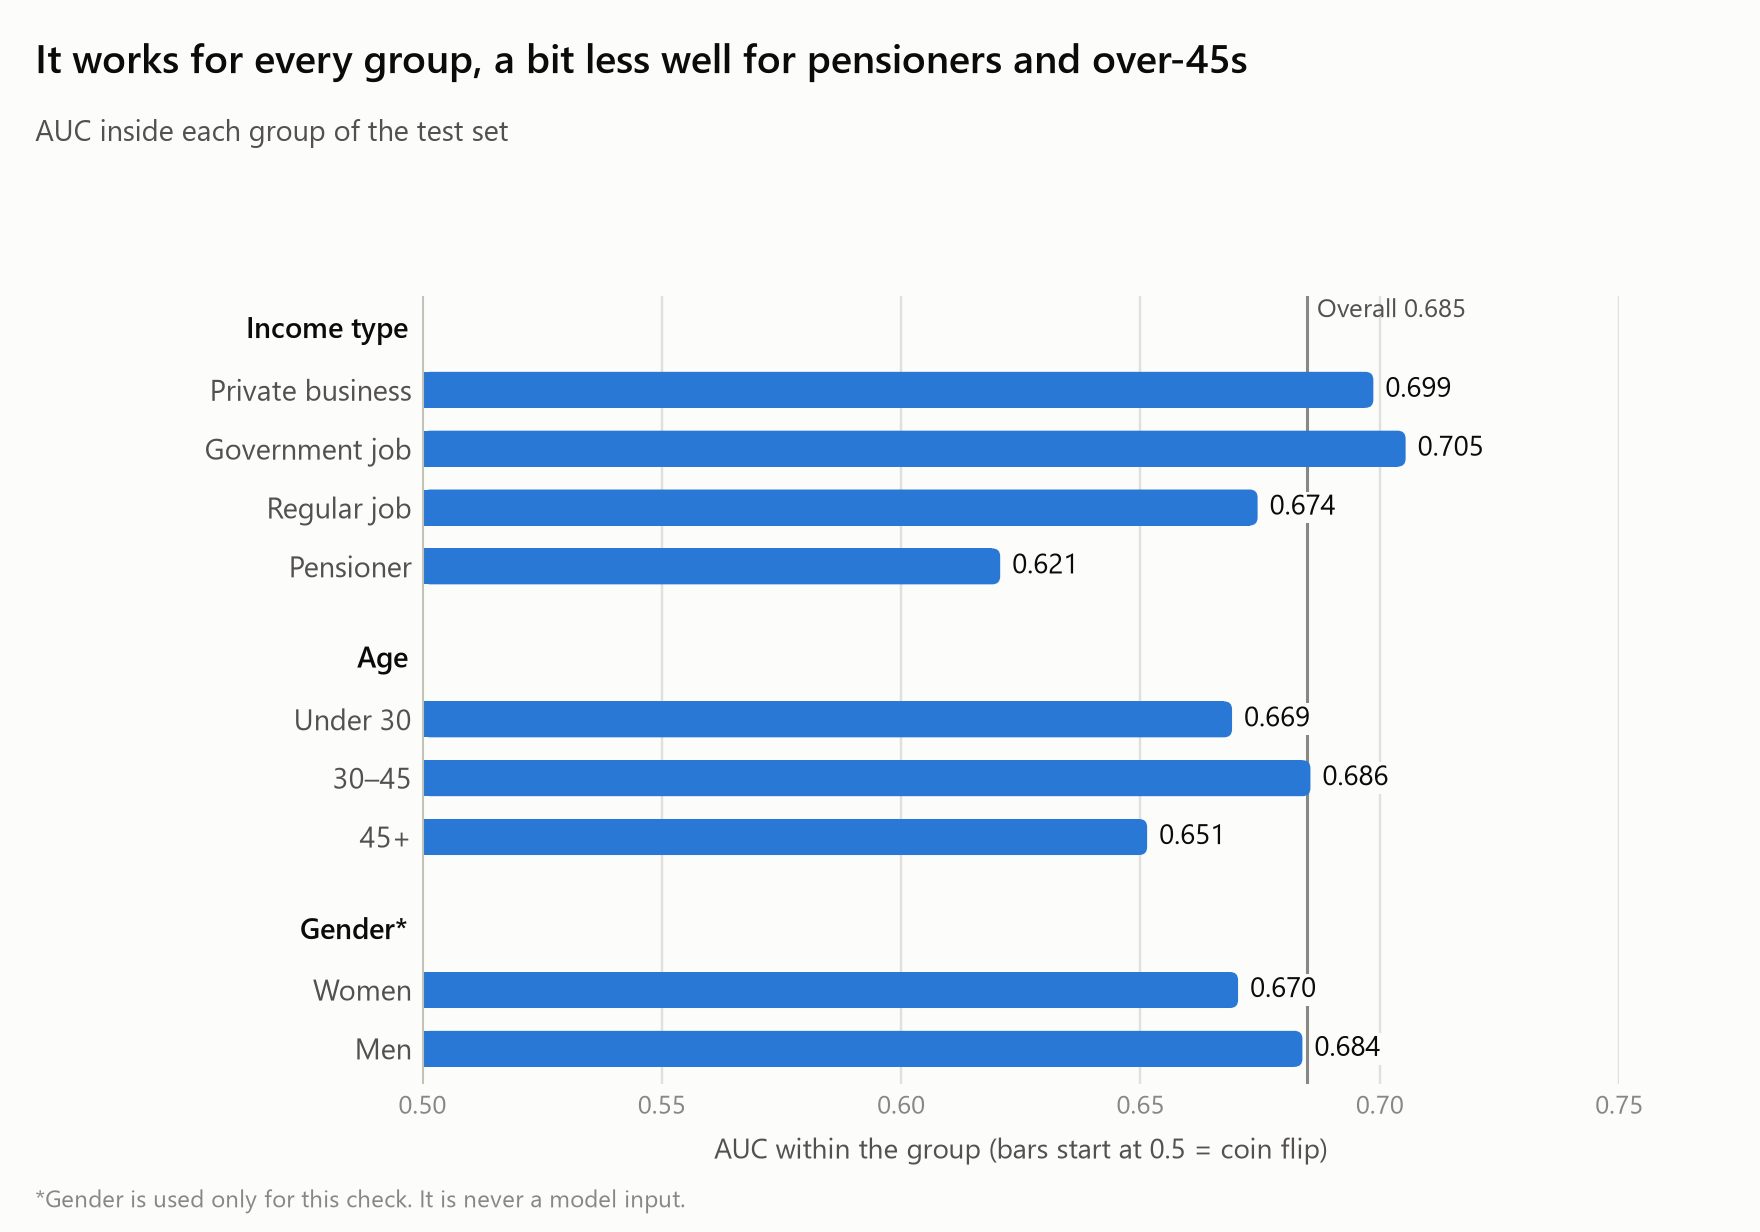 It works for every group, a bit less well for pensioners and over-45s
AUC inside each group of the test set
Overall 0.685
Income type
Private business 0.699
Government job 0.705
Regular job 0.674
Pensioner 0.621
Age
Under 30 0.669
30–45 0.686
45+ 0.651
Gender*
Women 0.670
Men 0.684
0.50 0.55 0.60 0.65 0.70 0.75
AUC within the group (bars start at 0.5 = coin flip)
*Gender is used only for this check. It is never a model input.